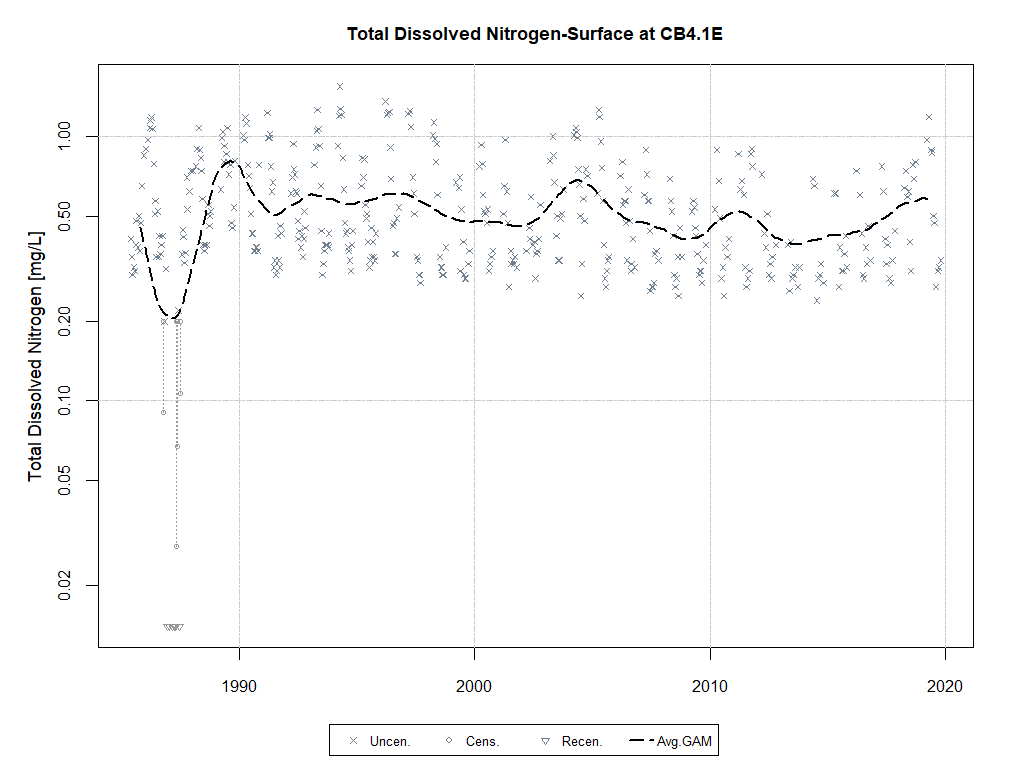 Total Dissolved Nitrogen-Surface at CB4.1E
Total Dissolved Nitrogen [mg/L]
1.00
0.50
0.20
0.10
0.05
0.02
1990 2000 2010 2020
Uncen. Cens. Recen. Avg.GAM